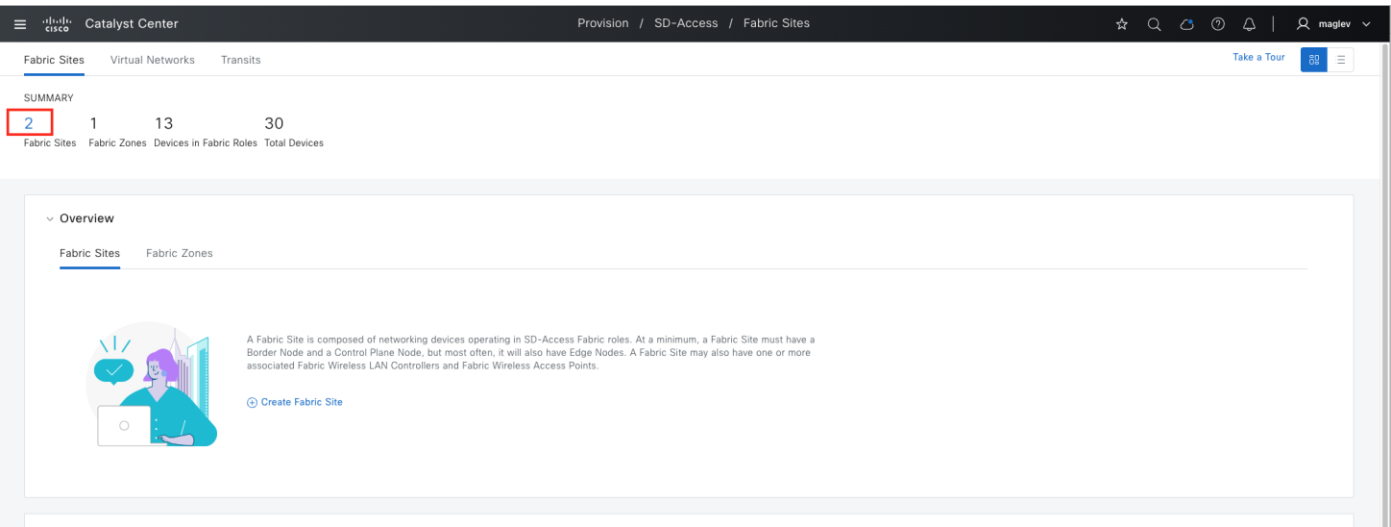 cisco Catalyst Center Provision / SD-Access / Fabric Sites maglev
Fabric Sites Virtual Networks Transits Take a Tour
SUMMARY
2 1 13 30
Fabric Sites Fabric Zones Devices in Fabric Roles Total Devices
Overview
Fabric Sites Fabric Zones
A Fabric Site is composed of networking devices operating in SD-Access Fabric roles. At a minimum, a Fabric Site must have a
Border Node and a Control Plane Node, but most often, it will also have Edge Nodes. A Fabric Site may also have one or more
associated Fabric Wireless LAN Controllers and Fabric Wireless Access Points.
Create Fabric Site